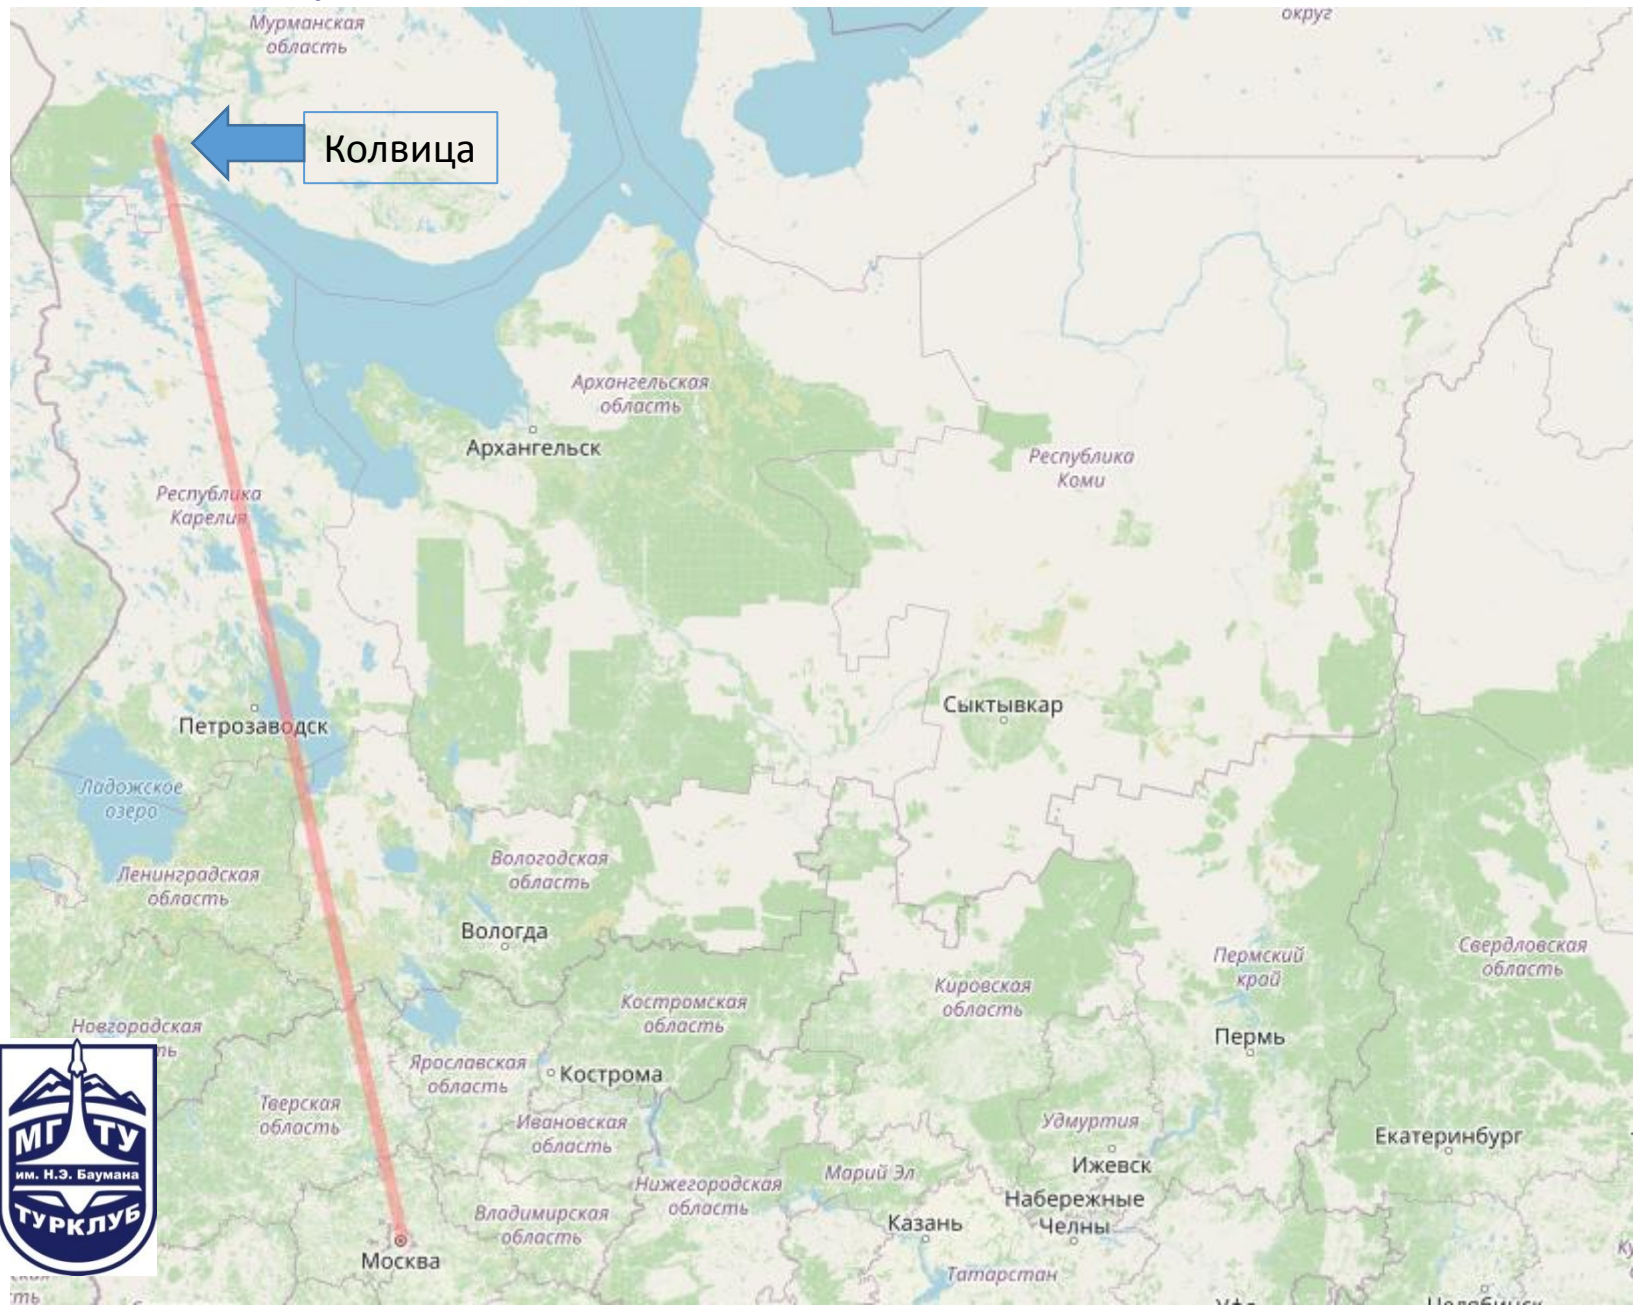 Мурманская
область
округ
Колвица
Архангельская
область
Архангельск
Республика
Коми
Республика
Карелия
Сыктывкар
Петрозаводск
Ладожское
озеро
Вологодская
область
Ленинградская
область
Вологда
Свердловская
область
Пермский
край
Кировская
область
Костромская
область
Новгородская
Пермь
Ярославская
область
Кострома
Тверская
область
Ивановская
область
Удмуртия
Екатеринбург
МГ ТУ
им. Н.Э. Баумана
ТУРКЛУБ
Ижевск
Марий Эл
Нижегородская
область
Набережные
Челны
Владимирская
область
Казань
Москва
Татарстан